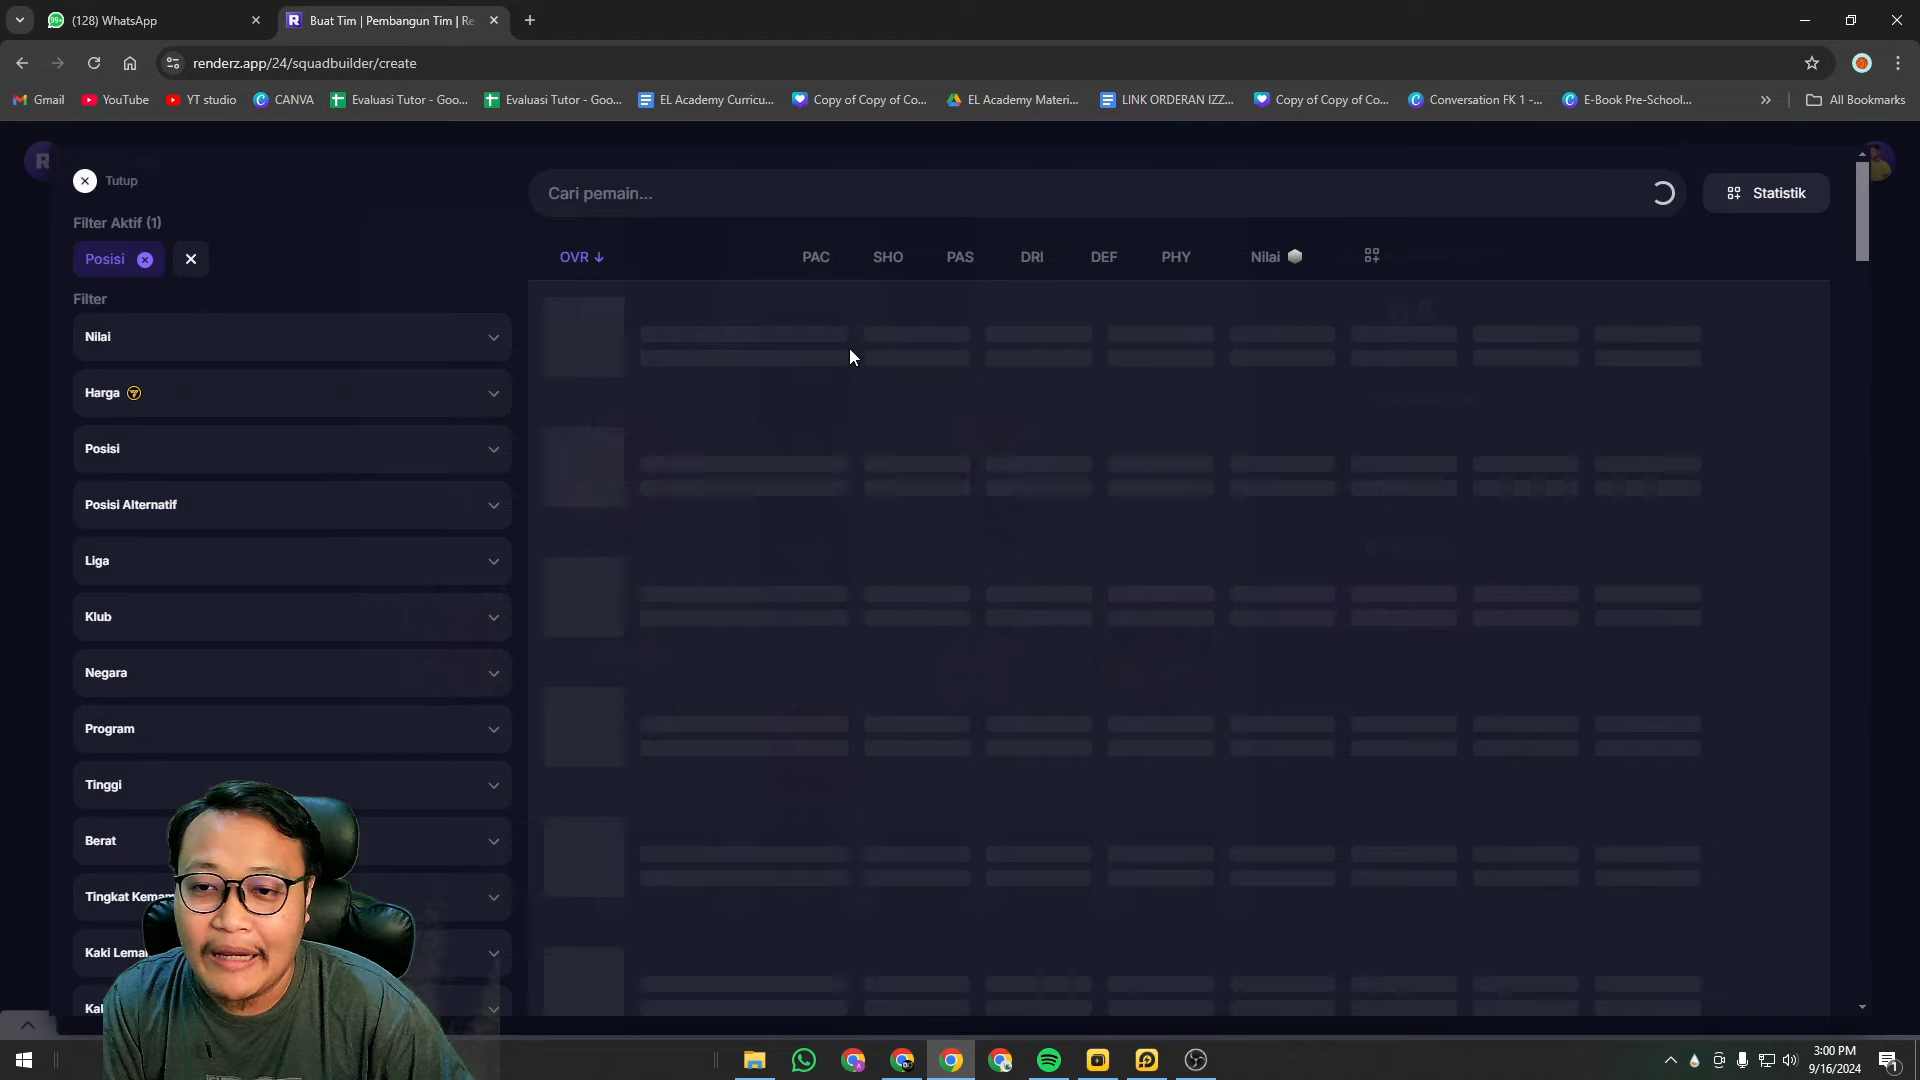 (128) WhatsApp
Buat Tim | Pembangun Tim | Re
renderz.app/24/squadbuilder/create
Gmail
YouTube
YT studio
CANVA
Evaluasi Tutor - Goo...
Evaluasi Tutor - Goo...
EL Academy Curricu...
Copy of Copy of Co...
EL Academy Materi...
LINK ORDERAN IZZ...
Copy of Copy of Co...
Conversation FK 1 -...
E-Book Pre-School...
All Bookmarks
Tutup
Cari pemain...
Statistik
Filter Aktif (1)
Posisi
OVR
PAC
SHO
PAS
DRI
DEF
PHY
Nilai
Filter
Nilai
Harga
Posisi
Posisi Alternatif
Liga
Klub
Negara
Program
Tinggi
Berat
Tingkat
Kaki
3:00 PM
9/16/2024